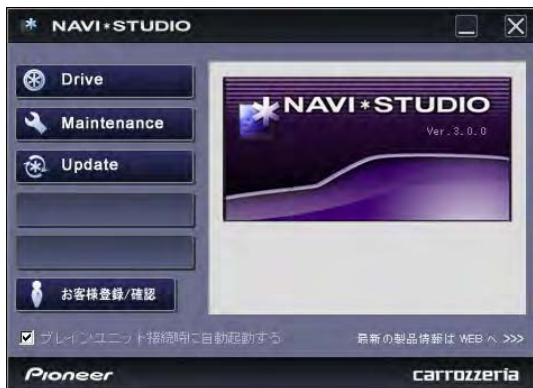 NAVI*STUDIO
Drive
Maintenance
Update
お客様登録/確認
NAVI*STUDIO
Ver.3.0.0
ブレインユニット接続時に自動起動する
最新の製品情報は WEB へ >>>
Pioneer
carrozzeria